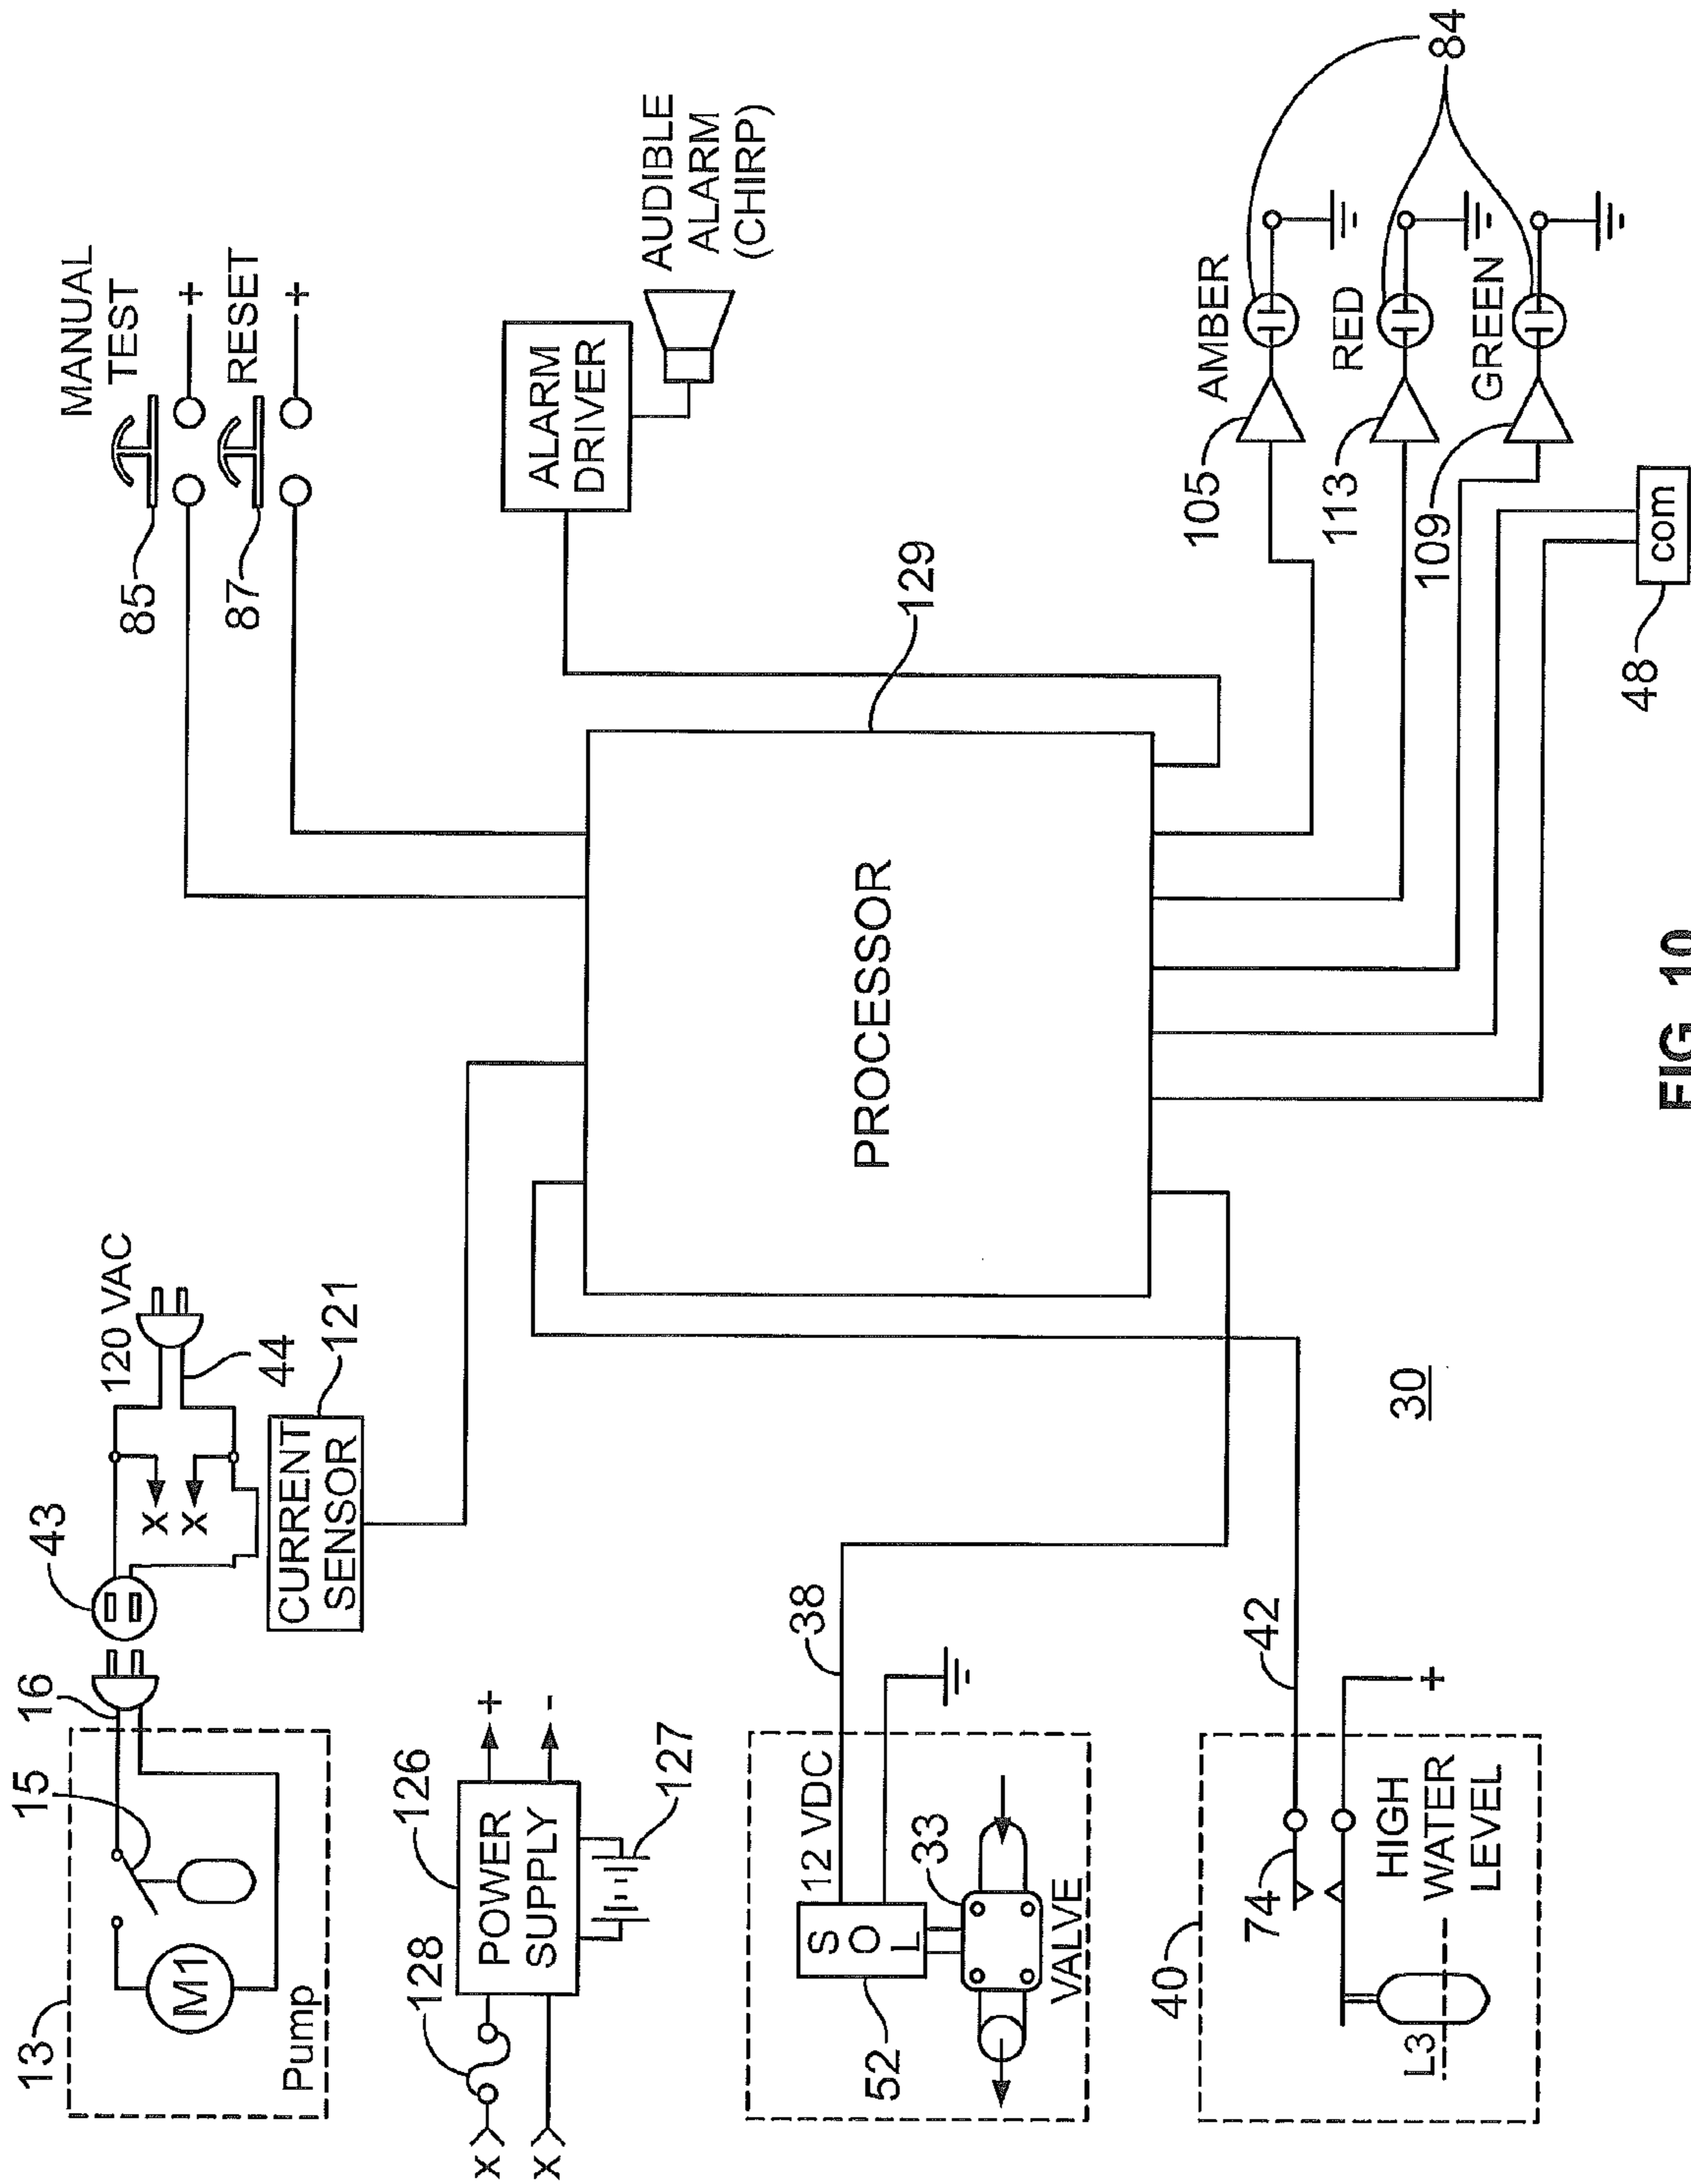 13
15
16
Pump
M1
43
120 VAC
44
X
X
CURRENT
SENSOR
121
MANUAL
TEST
85
+
RESET
87
+
128
X
X
126
POWER
SUPPLY
+
-
127
ALARM
DRIVER
AUDIBLE
ALARM
(CHIRP)
PROCESSOR
129
12 VDC
38
SOL
52
33
VALVE
40
42
74
HIGH
WATER
LEVEL
L3
+
30
105
AMBER
113
RED
109
GREEN
84
48
com
FIG. 10